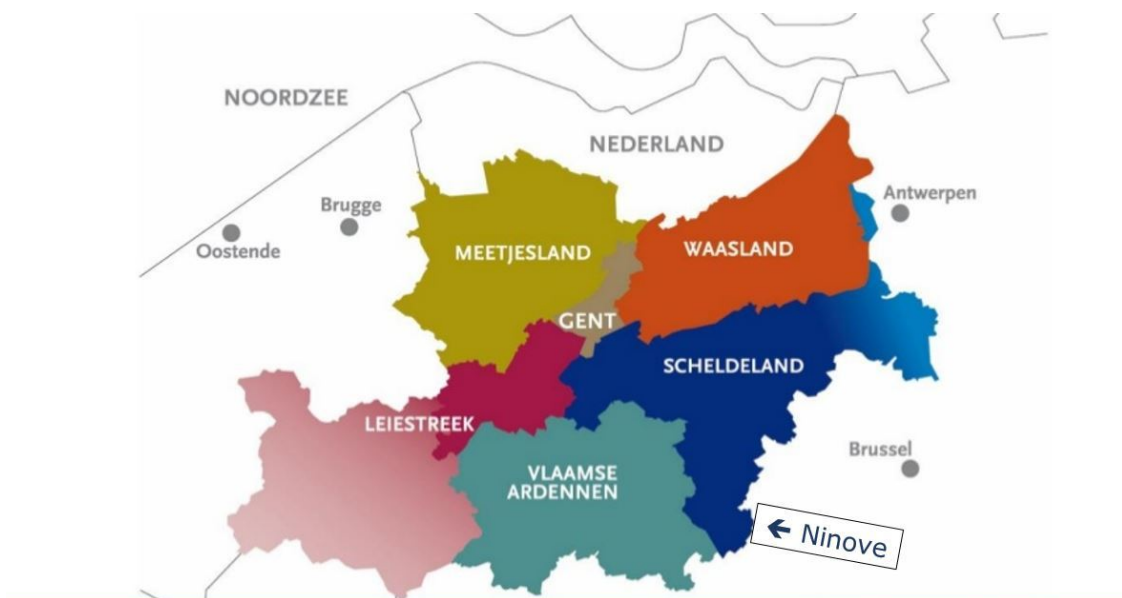 NOORDZEE
NEDERLAND
Antwerpen
Brugge
Oostende
MEETJESLAND
WAASLAND
GENT
SCHELDELAND
LEIESTREEK
Brussel
VLAAMSE
ARDENNEN
← Ninove